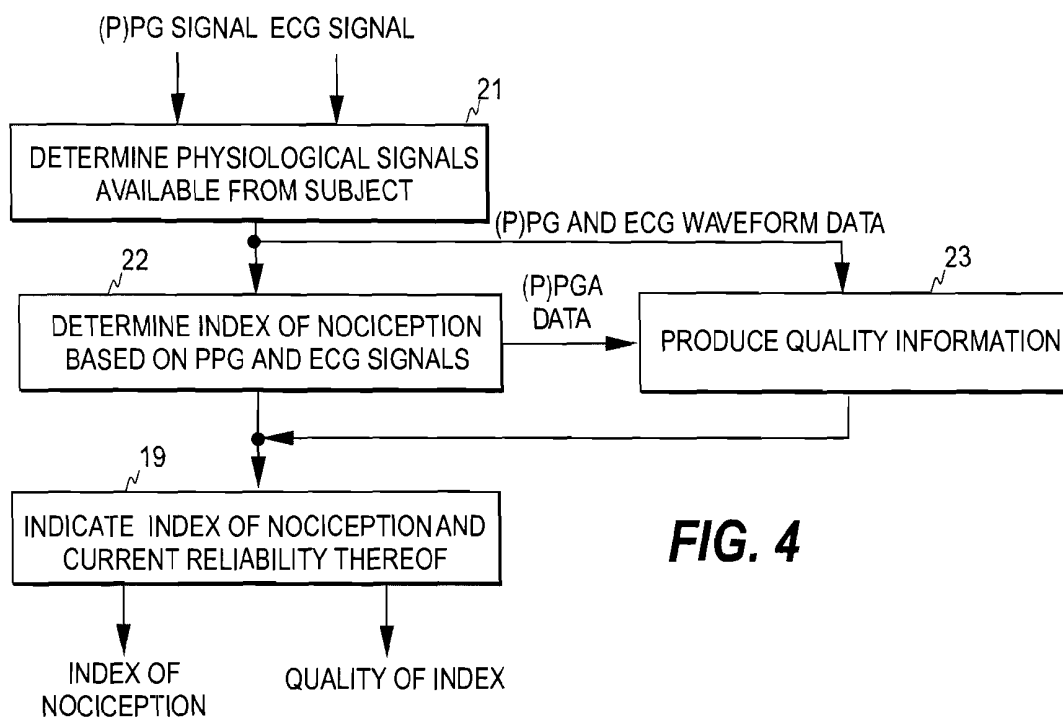 (P)PG SIGNAL ECG SIGNAL
21
DETERMINE PHYSIOLOGICAL SIGNALS
AVAILABLE FROM SUBJECT
(P)PG AND ECG WAVEFORM DATA
22
23
DETERMINE INDEX OF NOCICEPTION
BASED ON PPG AND ECG SIGNALS
(P)PGA
DATA
PRODUCE QUALITY INFORMATION
19
INDICATE INDEX OF NOCICEPTION AND
CURRENT RELIABILITY THEREOF
FIG. 4
INDEX OF
NOCICEPTION
QUALITY OF INDEX